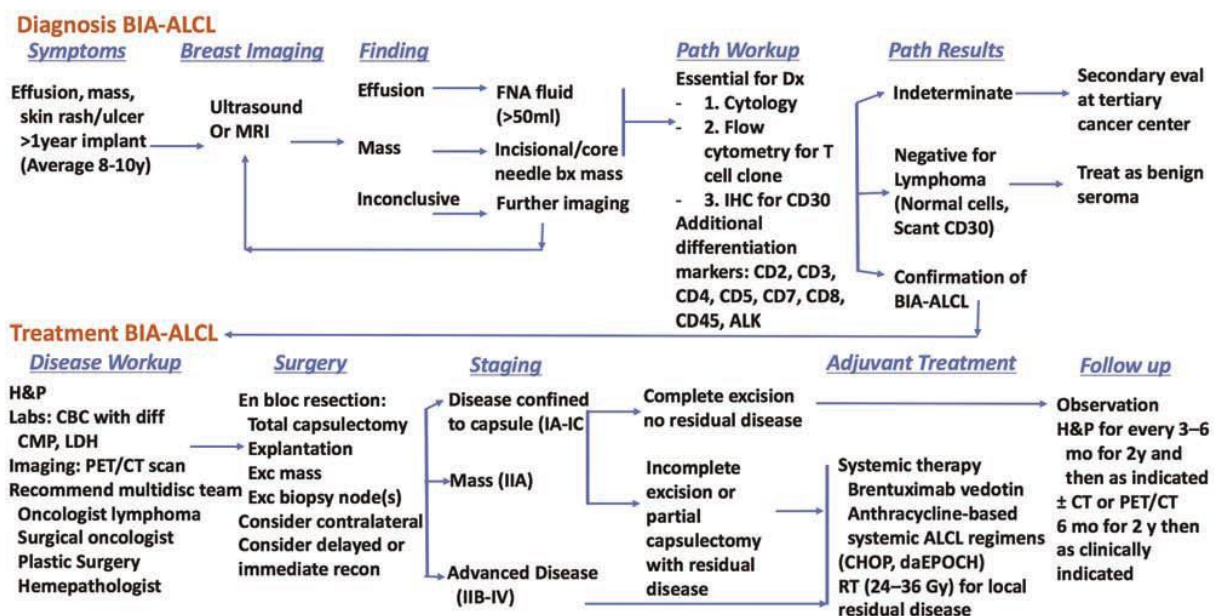 Diagnosis BIA-ALCL
Symptoms
Effusion, mass,
skin rash/ulcer
>1year implant
(Average 8-10y)
Breast Imaging
Ultrasound
Or MRI
Finding
Effusion
FNA fluid
(>50ml)
Mass
Incisional/core
needle bx mass
Inconclusive
Further imaging
Path Workup
Essential for Dx
- 1. Cytology
- 2. Flow
cytometry for T
cell clone
- 3. IHC for CD30
Additional
differentiation
markers: CD2, CD3,
CD4, CD5, CD7, CD8,
CD45, ALK
Path Results
Indeterminate
Secondary eval
at tertiary
cancer center
Negative for
Lymphoma
(Normal cells,
Scant CD30)
Treat as benign
seroma
Confirmation of
BIA-ALCL
Treatment BIA-ALCL
Disease Workup
H&P
Labs: CBC with diff
CMP, LDH
Imaging: PET/CT scan
Recommend multidisc team
Oncologist lymphoma
Surgical oncologist
Plastic Surgery
Hemepathologist
Surgery
En bloc resection:
Total capsulectomy
Explantation
Exc mass
Exc biopsy node(s)
Consider contralateral
Consider delayed or
immediate recon
Staging
Disease confined
to capsule (IA-IC
Mass (IIA)
Advanced Disease
(IIB-IV)
Complete excision
no residual disease
Incomplete
excision or
partial
capsulectomy
with residual
disease
Adjuvant Treatment
Systemic therapy
Brentuximab vedotin
Anthracycline-based
systemic ALCL regimens
(CHOP, daEPOCH)
RT (24–36 Gy) for local
residual disease
Follow up
Observation
H&P for every 3–6
mo for 2y and
then as indicated
± CT or PET/CT
6 mo for 2 y then
as clinically
indicated